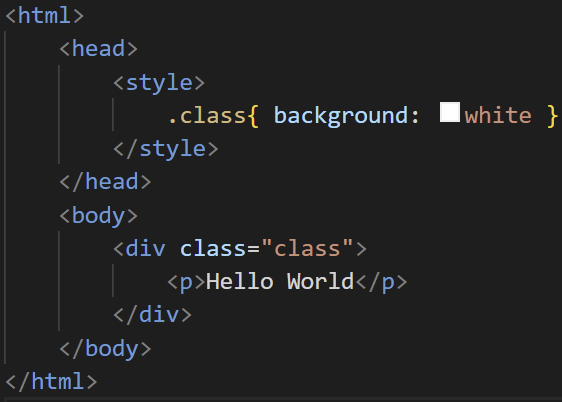 <html>
<head>
<style>
.class{ background: white }
</style>
</head>
<body>
<div class="class">
<p>Hello World</p>
</div>
</body>
</html>